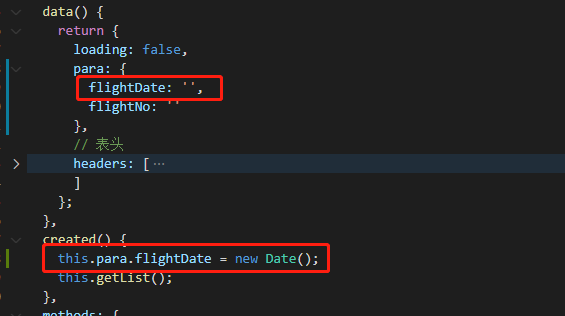 data() {
return {
loading: false,
para: {
flightDate: '',
flightNo: ''
},
// 表头
headers: [ ···
]
};
},
created() {
this.para.flightDate = new Date();
this.getList();
},
methods: {